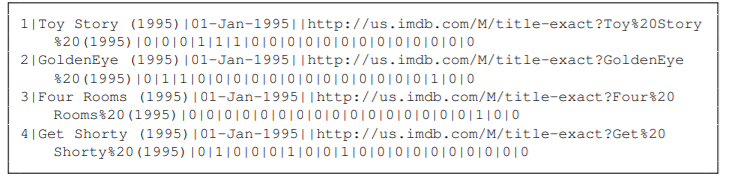 1|Toy Story (1995)|01-Jan-1995||http://us.imdb.com/M/title-exact?Toy%20Story
%20(1995)|0|0|0|1|1|1|0|0|0|0|0|0|0|0|0|0|0|0|0
2|GoldenEye (1995)|01-Jan-1995||http://us.imdb.com/M/title-exact?GoldenEye
%20(1995)|0|1|1|0|0|0|0|0|0|0|0|0|0|0|0|0|1|0|0
3|Four Rooms (1995)|01-Jan-1995||http://us.imdb.com/M/title-exact?Four%20
Rooms%20(1995)|0|0|0|0|0|0|0|0|0|0|0|0|0|0|0|0|1|0|0
4|Get Shorty (1995)|01-Jan-1995||http://us.imdb.com/M/title-exact?Get%20
Shorty%20(1995)|0|1|0|0|0|1|0|0|1|0|0|0|0|0|0|0|0|0|0